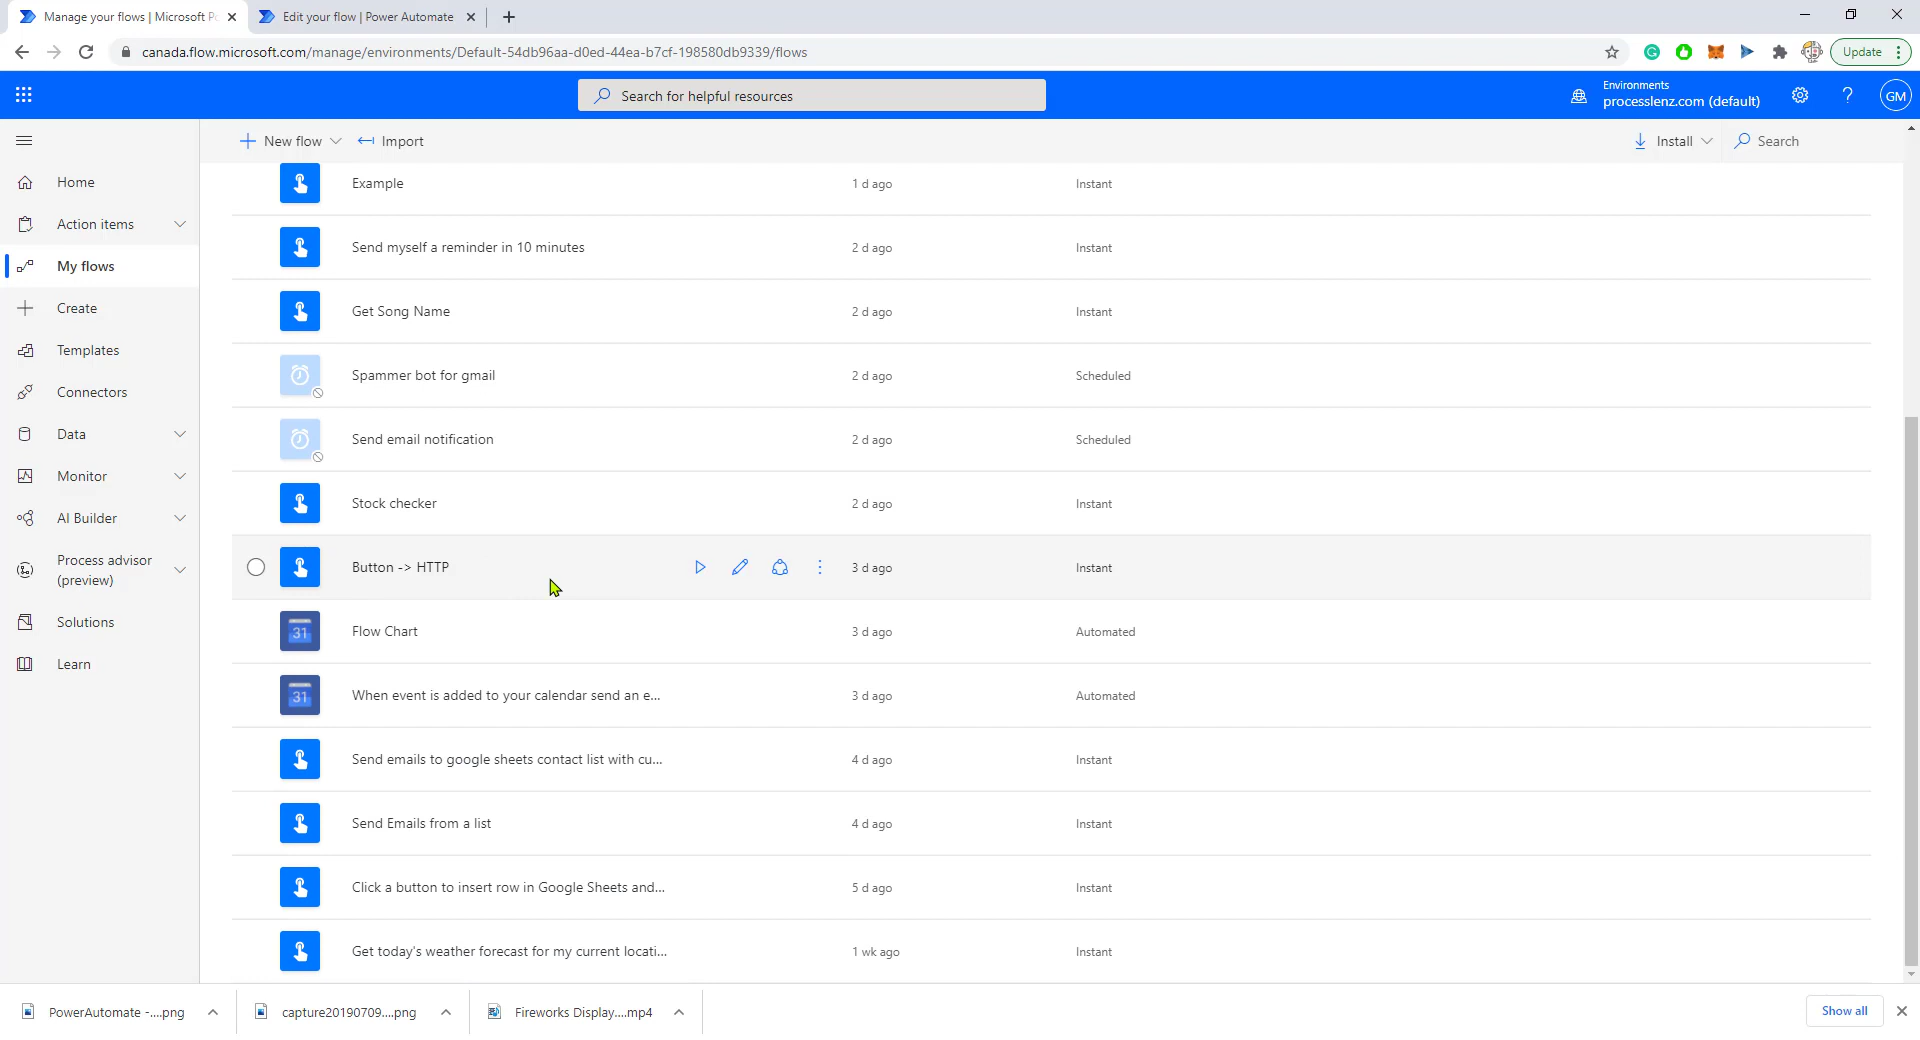 Manage your flows | Microsoft Po
Edit your flow | Power Automate
canada.flow.microsoft.com/manage/environments/Default-54db96aa-d0ed-44ea-b7cf-198580db9339/flows
Update
Search for helpful resources
Environments
processlenz.com (default)
?
GM
New flow
Import
Install
Search
Home
Action items
My flows
Create
Templates
Connectors
Data
Monitor
AI Builder
Process advisor
(preview)
Solutions
Learn
Example 1 d ago Instant
Send myself a reminder in 10 minutes 2 d ago Instant
Get Song Name 2 d ago Instant
Spammer bot for gmail 2 d ago Scheduled
Send email notification 2 d ago Scheduled
Stock checker 2 d ago Instant
Button -> HTTP 3 d ago Instant
31 Flow Chart 3 d ago Automated
31 When event is added to your calendar send an e... 3 d ago Automated
Send emails to google sheets contact list with cu... 4 d ago Instant
Send Emails from a list 4 d ago Instant
Click a button to insert row in Google Sheets and... 5 d ago Instant
Get today's weather forecast for my current locati... 1 wk ago Instant
PowerAutomate -....png
capture20190709....png
Fireworks Display....mp4
Show all